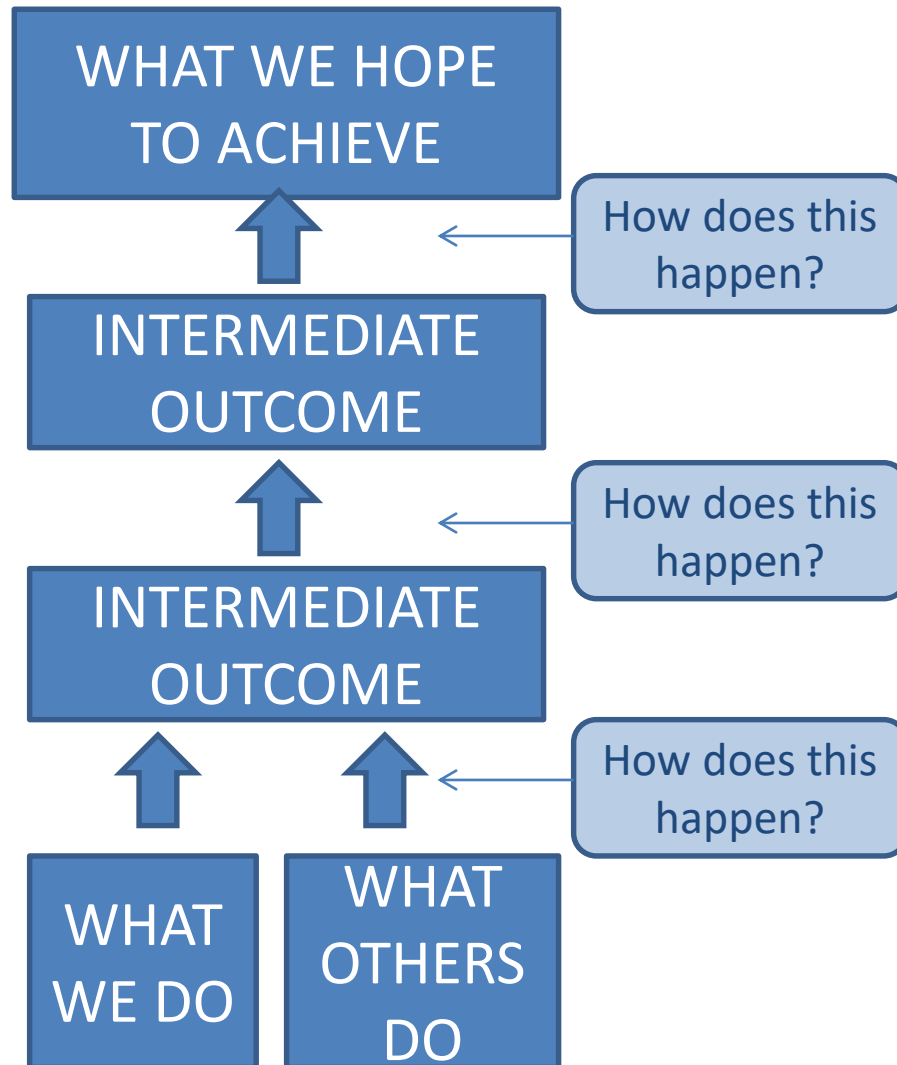 WHAT WE HOPE
TO ACHIEVE
How does this
happen?
INTERMEDIATE
OUTCOME
How does this
happen?
INTERMEDIATE
OUTCOME
How does this
happen?
WHAT
WE DO
WHAT
OTHERS
DO